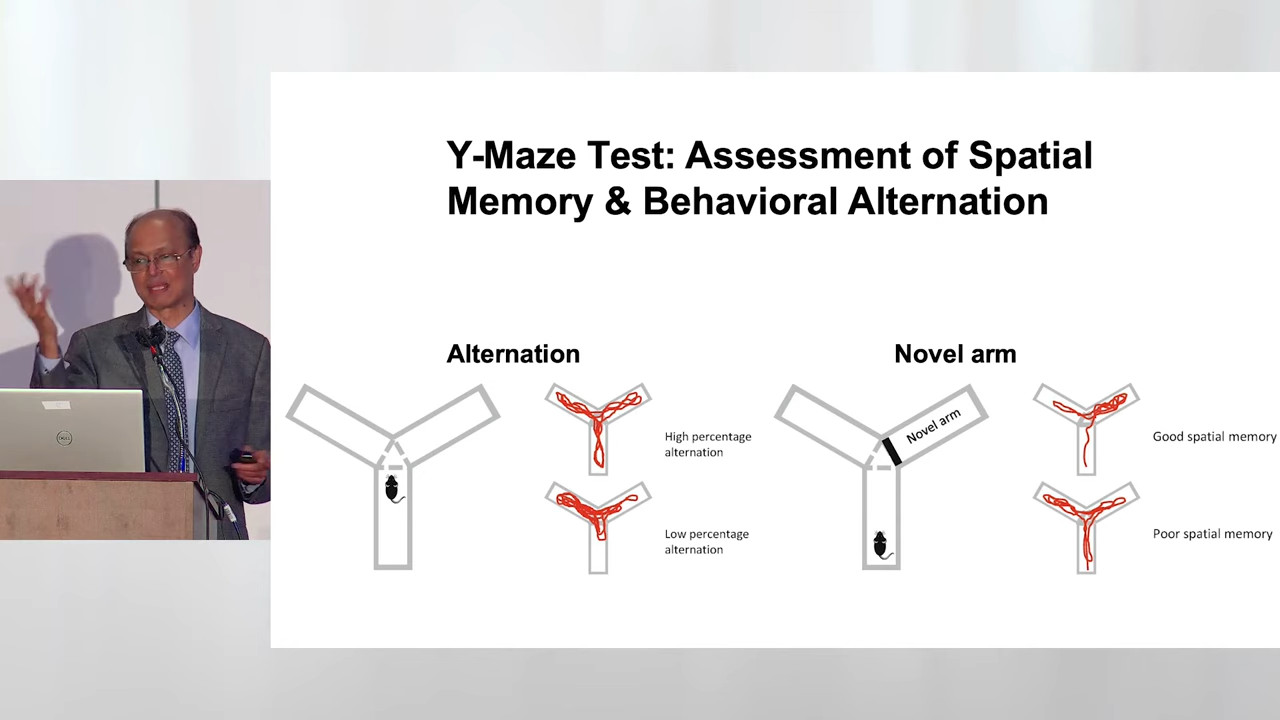 Y-Maze Test: Assessment of Spatial
Memory & Behavioral Alternation
Alternation
Novel arm
High percentage
alternation
Low percentage
alternation
Novel arm
Good spatial memory
Poor spatial memory
DELL